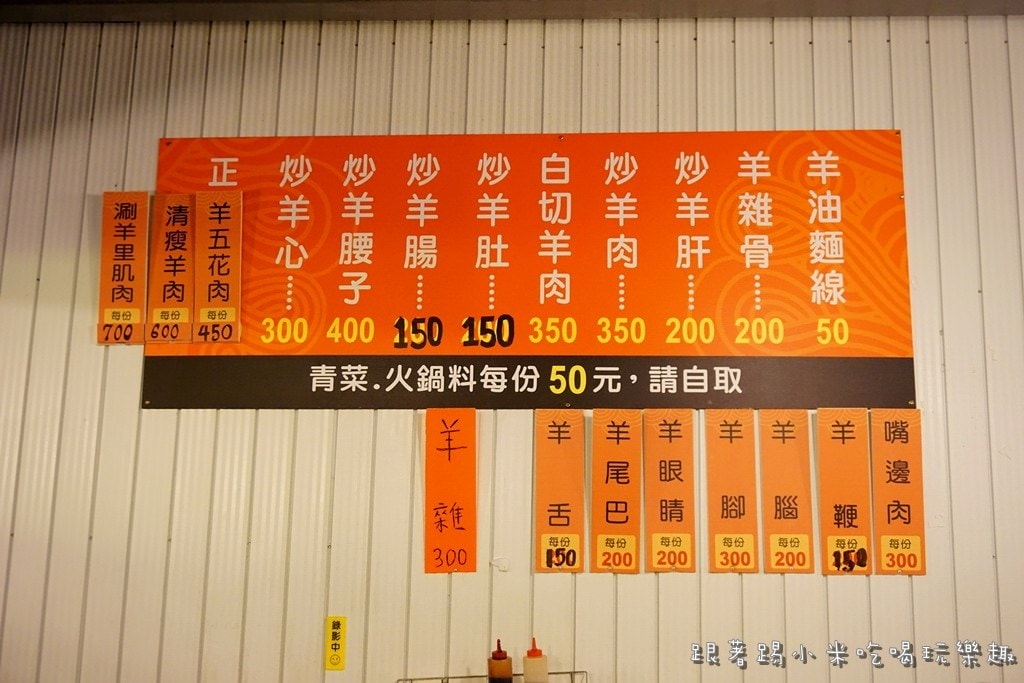 羊油麵線 50
羊雜骨⋯⋯ 200
炒羊肝⋯⋯ 200
炒羊肉⋯⋯ 350
白切羊肉 350
炒羊肚⋯⋯ 150
炒羊腸⋯⋯ 150
炒羊腰子 400
炒羊心⋯⋯ 300
正
羊五花肉 每份 450
清瘦羊肉 每份 600
涮羊里肌肉 每份 700
青菜.火鍋料每份50元，請自取
嘴邊肉 每份 300
羊鞭 每份 150
羊腦 每份 200
羊腳 每份 300
羊眼睛 每份 200
羊尾巴 每份 200
羊舌 每份 150
羊雜 300
錄影中
跟著踢小米吃喝玩樂趣